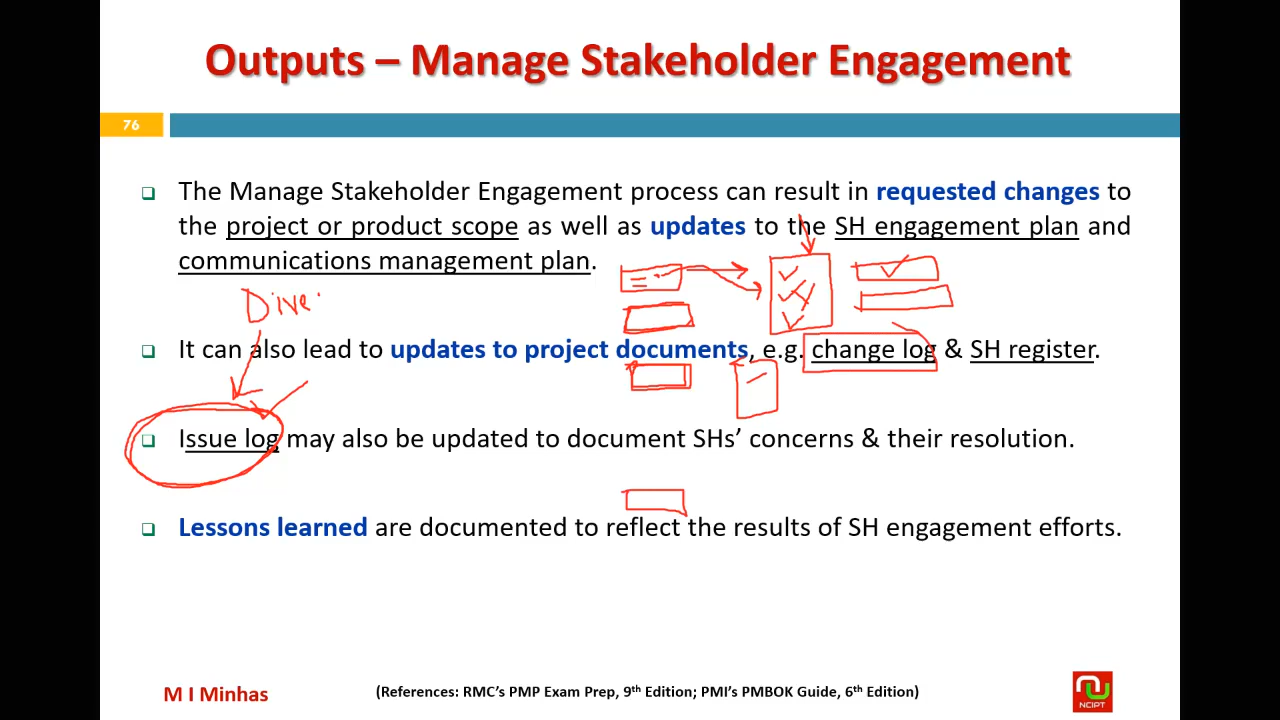 Outputs – Manage Stakeholder Engagement
76
❑ The Manage Stakeholder Engagement process can result in requested changes to
the project or product scope as well as updates to the SH engagement plan and
communications management plan.
Dive
❑ It can also lead to updates to project documents, e.g. change log & SH register.
❑ Issue log may also be updated to document SHs’ concerns & their resolution.
❑ Lessons learned are documented to reflect the results of SH engagement efforts.
M I Minhas
(References: RMC’s PMP Exam Prep, 9th Edition; PMI’s PMBOK Guide, 6th Edition)
NCIPT